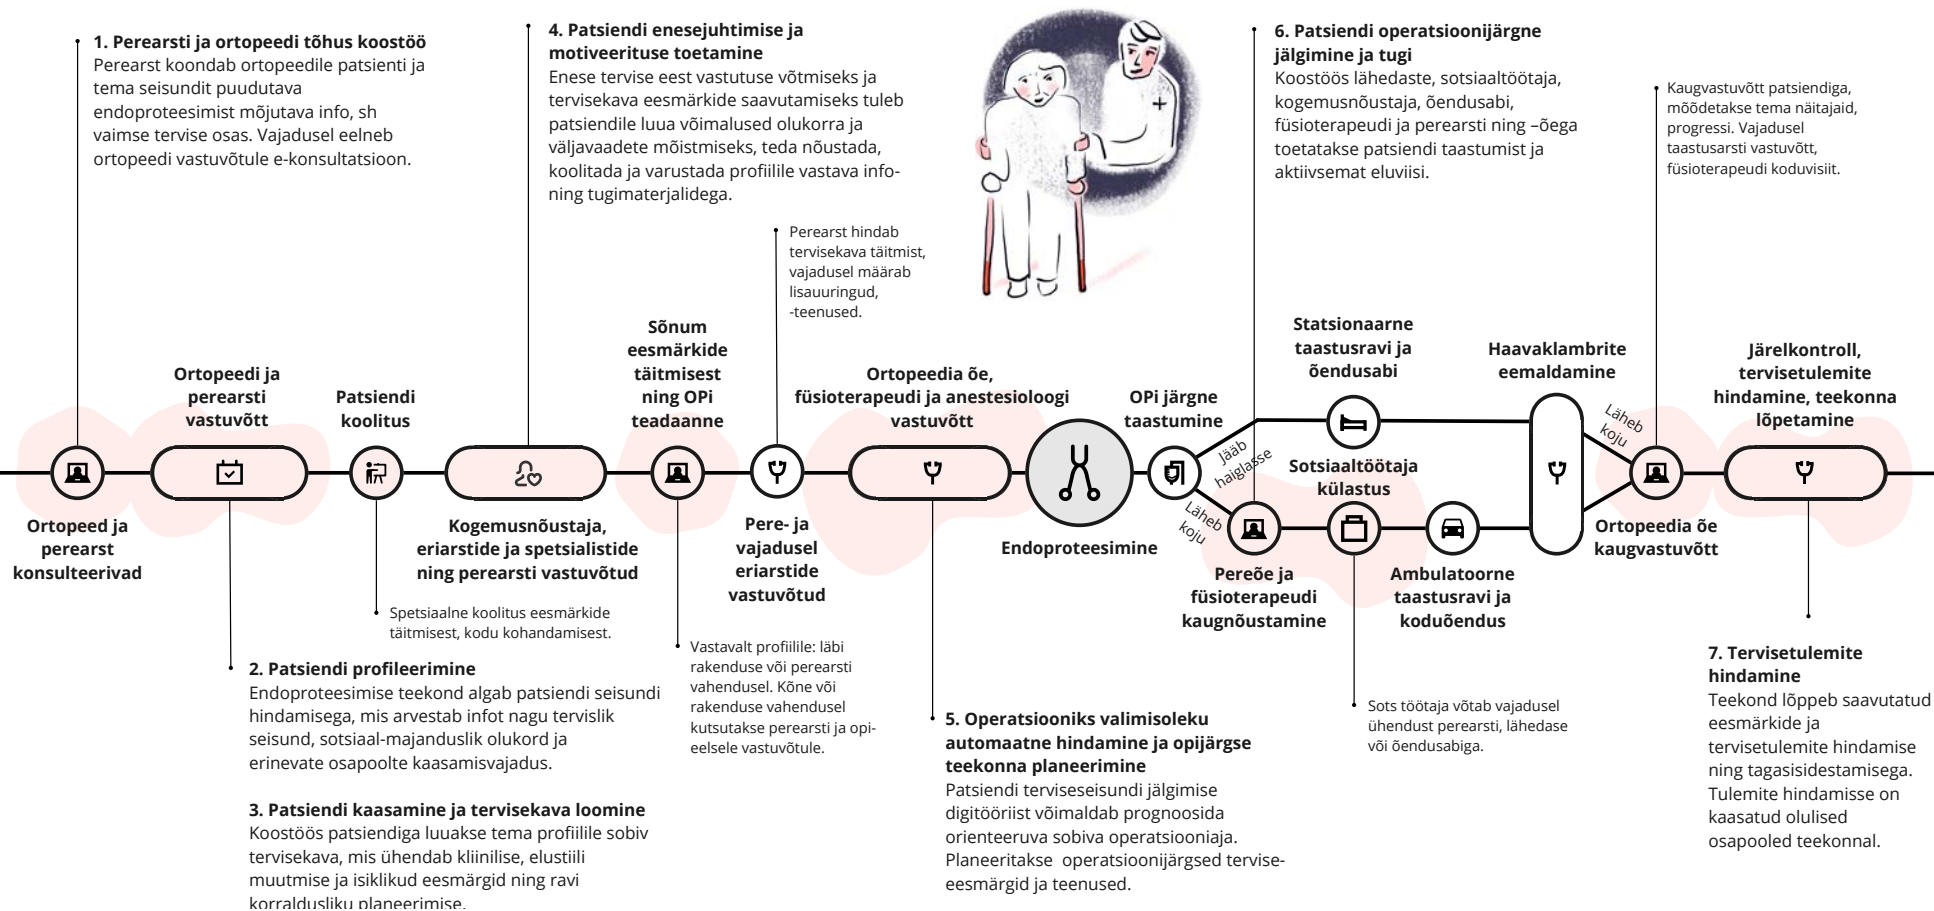 1. Perearsti ja ortopeedi tõhus koostöö
Perearst koondab ortopeedile patsienti ja
tema seisundit puudutava
endoproteesimist mõjutava info, sh
vaimse tervise osas. Vajadusel eelneb
ortopeedi vastuvõtule e-konsultatsioon.
4. Patsiendi enesejuhtimise ja
motiveerituse toetamine
Enese tervise eest vastutuse võtmiseks ja
tervisekava eesmärkide saavutamiseks tuleb
patsiendile luua võimalused olukorra ja
väljavaadete mõistmiseks, teda nõustada,
koolitada ja varustada profiilile vastava info-
ning tugimaterjalidega.
Perearst hindab
tervisekava täitmist,
vajadusel määrab
lisauuringud,
-teenused.
6. Patsiendi operatsioonijärgne
jälgimine ja tugi
Koostöös lähedaste, sotsiaaltöötaja,
kogemusnõustaja, õendusabi,
füsioterapeudi ja perearsti ning –õega
toetatakse patsiendi taastumist ja
aktiivsemat eluviisi.
Kaugvastuvõtt patsiendiga,
mõõdetakse tema näitajaid,
progressi. Vajadusel
taastusarsti vastuvõtt,
füsioterapeudi koduvisiit.
Ortopeed ja
perearst
konsulteerivad
Ortopeedi ja
perearsti
vastuvõtt
Patsiendi
koolitus
Kogemusnõustaja,
eriarstide ja spetsialistide
ning perearsti vastuvõtud
Sõnum
eesmärkide
täitmisest
ning OPi
teadaanne
Pere- ja
vajadusel
eriarstide
vastuvõtud
Ortopeedia õe,
füsioterapeudi ja anestesioloogi
vastuvõtt
Endoproteesimine
OPi järgne
taastumine
Jääb
haiglasse
Läheb
koju
Statsionaarne
taastusravi ja
õendusabi
Pereõe ja
füsioterapeudi
kaugnõustamine
Sotsiaaltöötaja
külastus
Ambulatoorne
taastusravi ja
koduõendus
Haavaklambrite
eemaldamine
Läheb
koju
Ortopeedia õe
kaugvastuvõtt
Järelkontroll,
tervisetulemite
hindamine, teekonna
lõpetamine
Spetsiaalne koolitus eesmärkide
täitmisest, kodu kohandamisest.
2. Patsiendi profileerimine
Endoproteesimise teekond algab patsiendi seisundi
hindamisega, mis arvestab infot nagu tervislik
seisund, sotsiaal-majanduslik olukord ja
erinevate osapoolte kaasamisvajadus.
3. Patsiendi kaasamine ja tervisekava loomine
Koostöös patsiendiga luuakse tema profiilile sobiv
tervisekava, mis ühendab kliinilise, elustiili
muutmise ja isiklikud eesmärgid ning ravi
korraldusliku planeerimise.
Vastavalt profiilile: läbi
rakenduse või perearsti
vahendusel. Kõne või
rakenduse vahendusel
kutsutakse perearsti ja opi-
eelsele vastuvõtule.
5. Operatsiooniks valimisoleku
automaatne hindamine ja opijärgse
teekonna planeerimine
Patsiendi terviseseisundi jälgimise
digitööriist võimaldab prognoosida
orienteeruva sobiva operatsiooniaja.
Planeeritakse operatsioonijärgsed tervise-
eesmärgid ja teenused.
Sots töötaja võtab vajadusel
ühendust perearsti, lähedase
või õendusabiga.
7. Tervisetulemite
hindamine
Teekond lõppeb saavutatud
eesmärkide ja
tervisetulemite hindamise
ning tagasisidestamisega.
Tulemite hindamisse on
kaasatud olulised
osapooled teekonnal.